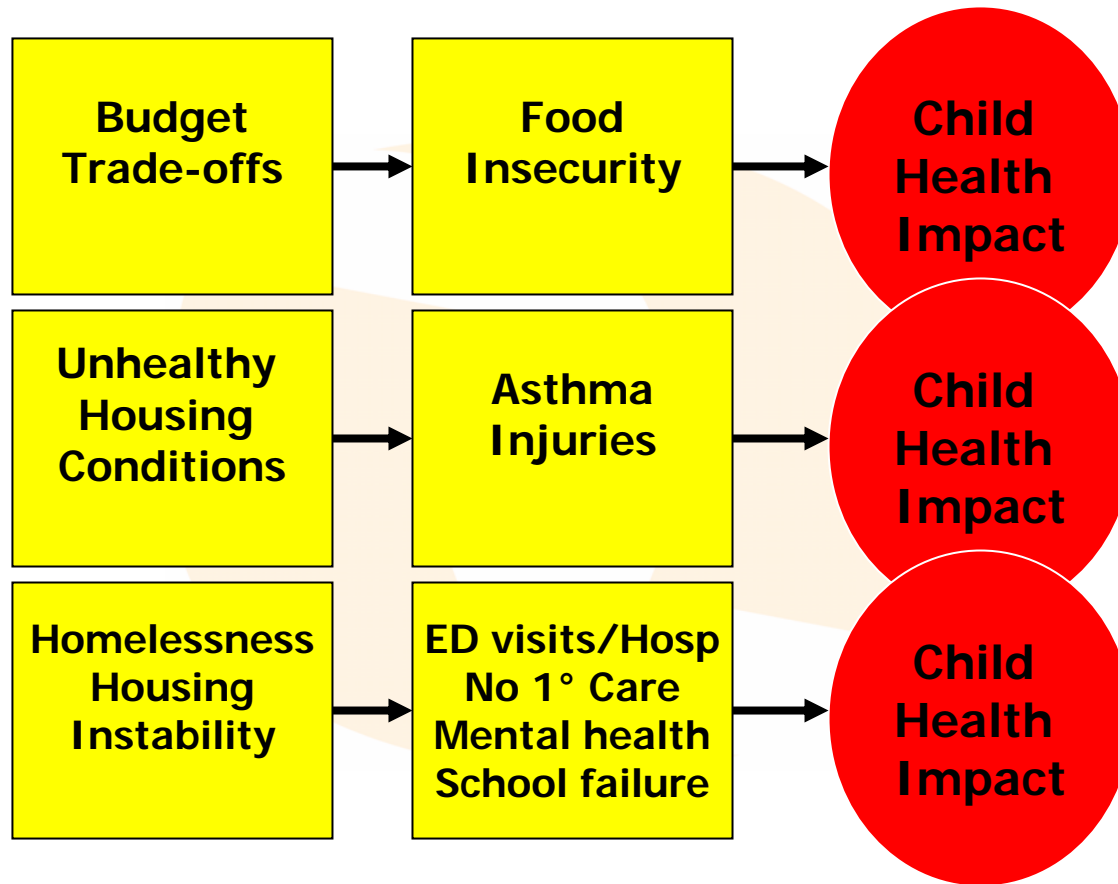 Budget
Trade-offs
Food
Insecurity
Child
Health
Impact
Unhealthy
Housing
Conditions
Asthma
Injuries
Child
Health
Impact
Homelessness
Housing
Instability
ED visits/Hosp
No 1° Care
Mental health
School failure
Child
Health
Impact